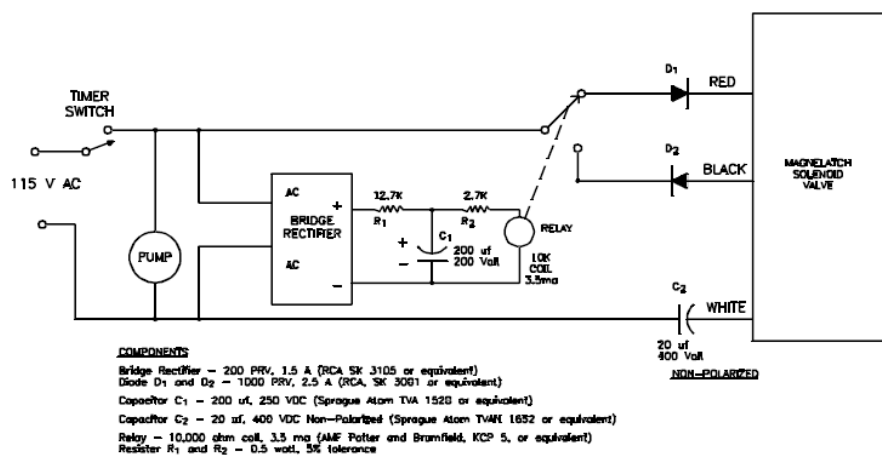 D1
RED
TIMER
SWITCH
D2
BLACK
MAGNELATCH
SOLENOID
VALVE
115 V AC
AC
12.7K
2.7K
+
BRIDGE
RECTIFIER
R1
R2
+
C1
RELAY
AC
−
200 uf
200 Volt
10K
COIL
3.5ma
PUMP
−
C2
WHITE
20 uf
400 Volt
NON-POLARIZED
COMPONENTS
Bridge Rectifier – 200 PRV, 1.5 A (RCA SK 3105 or equivalent)
Diode D1 and D2 – 1000 PRV, 2.5 A (RCA, SK 3081 or equivalent)
Capacitor C1 – 200 uf, 250 VDC (Sprague Atom TVA 1520 or equivalent)
Capacitor C2 – 20 uf, 400 VDC Non-Polarized (Sprague Atom TVAN 1652 or equivalent)
Relay – 10,000 ohm coil, 3.5 ma (AMF Potter and Brumfield, KCP 5, or equivalent)
Resister R1 and R2 – 0.5 watt, 5% tolerance